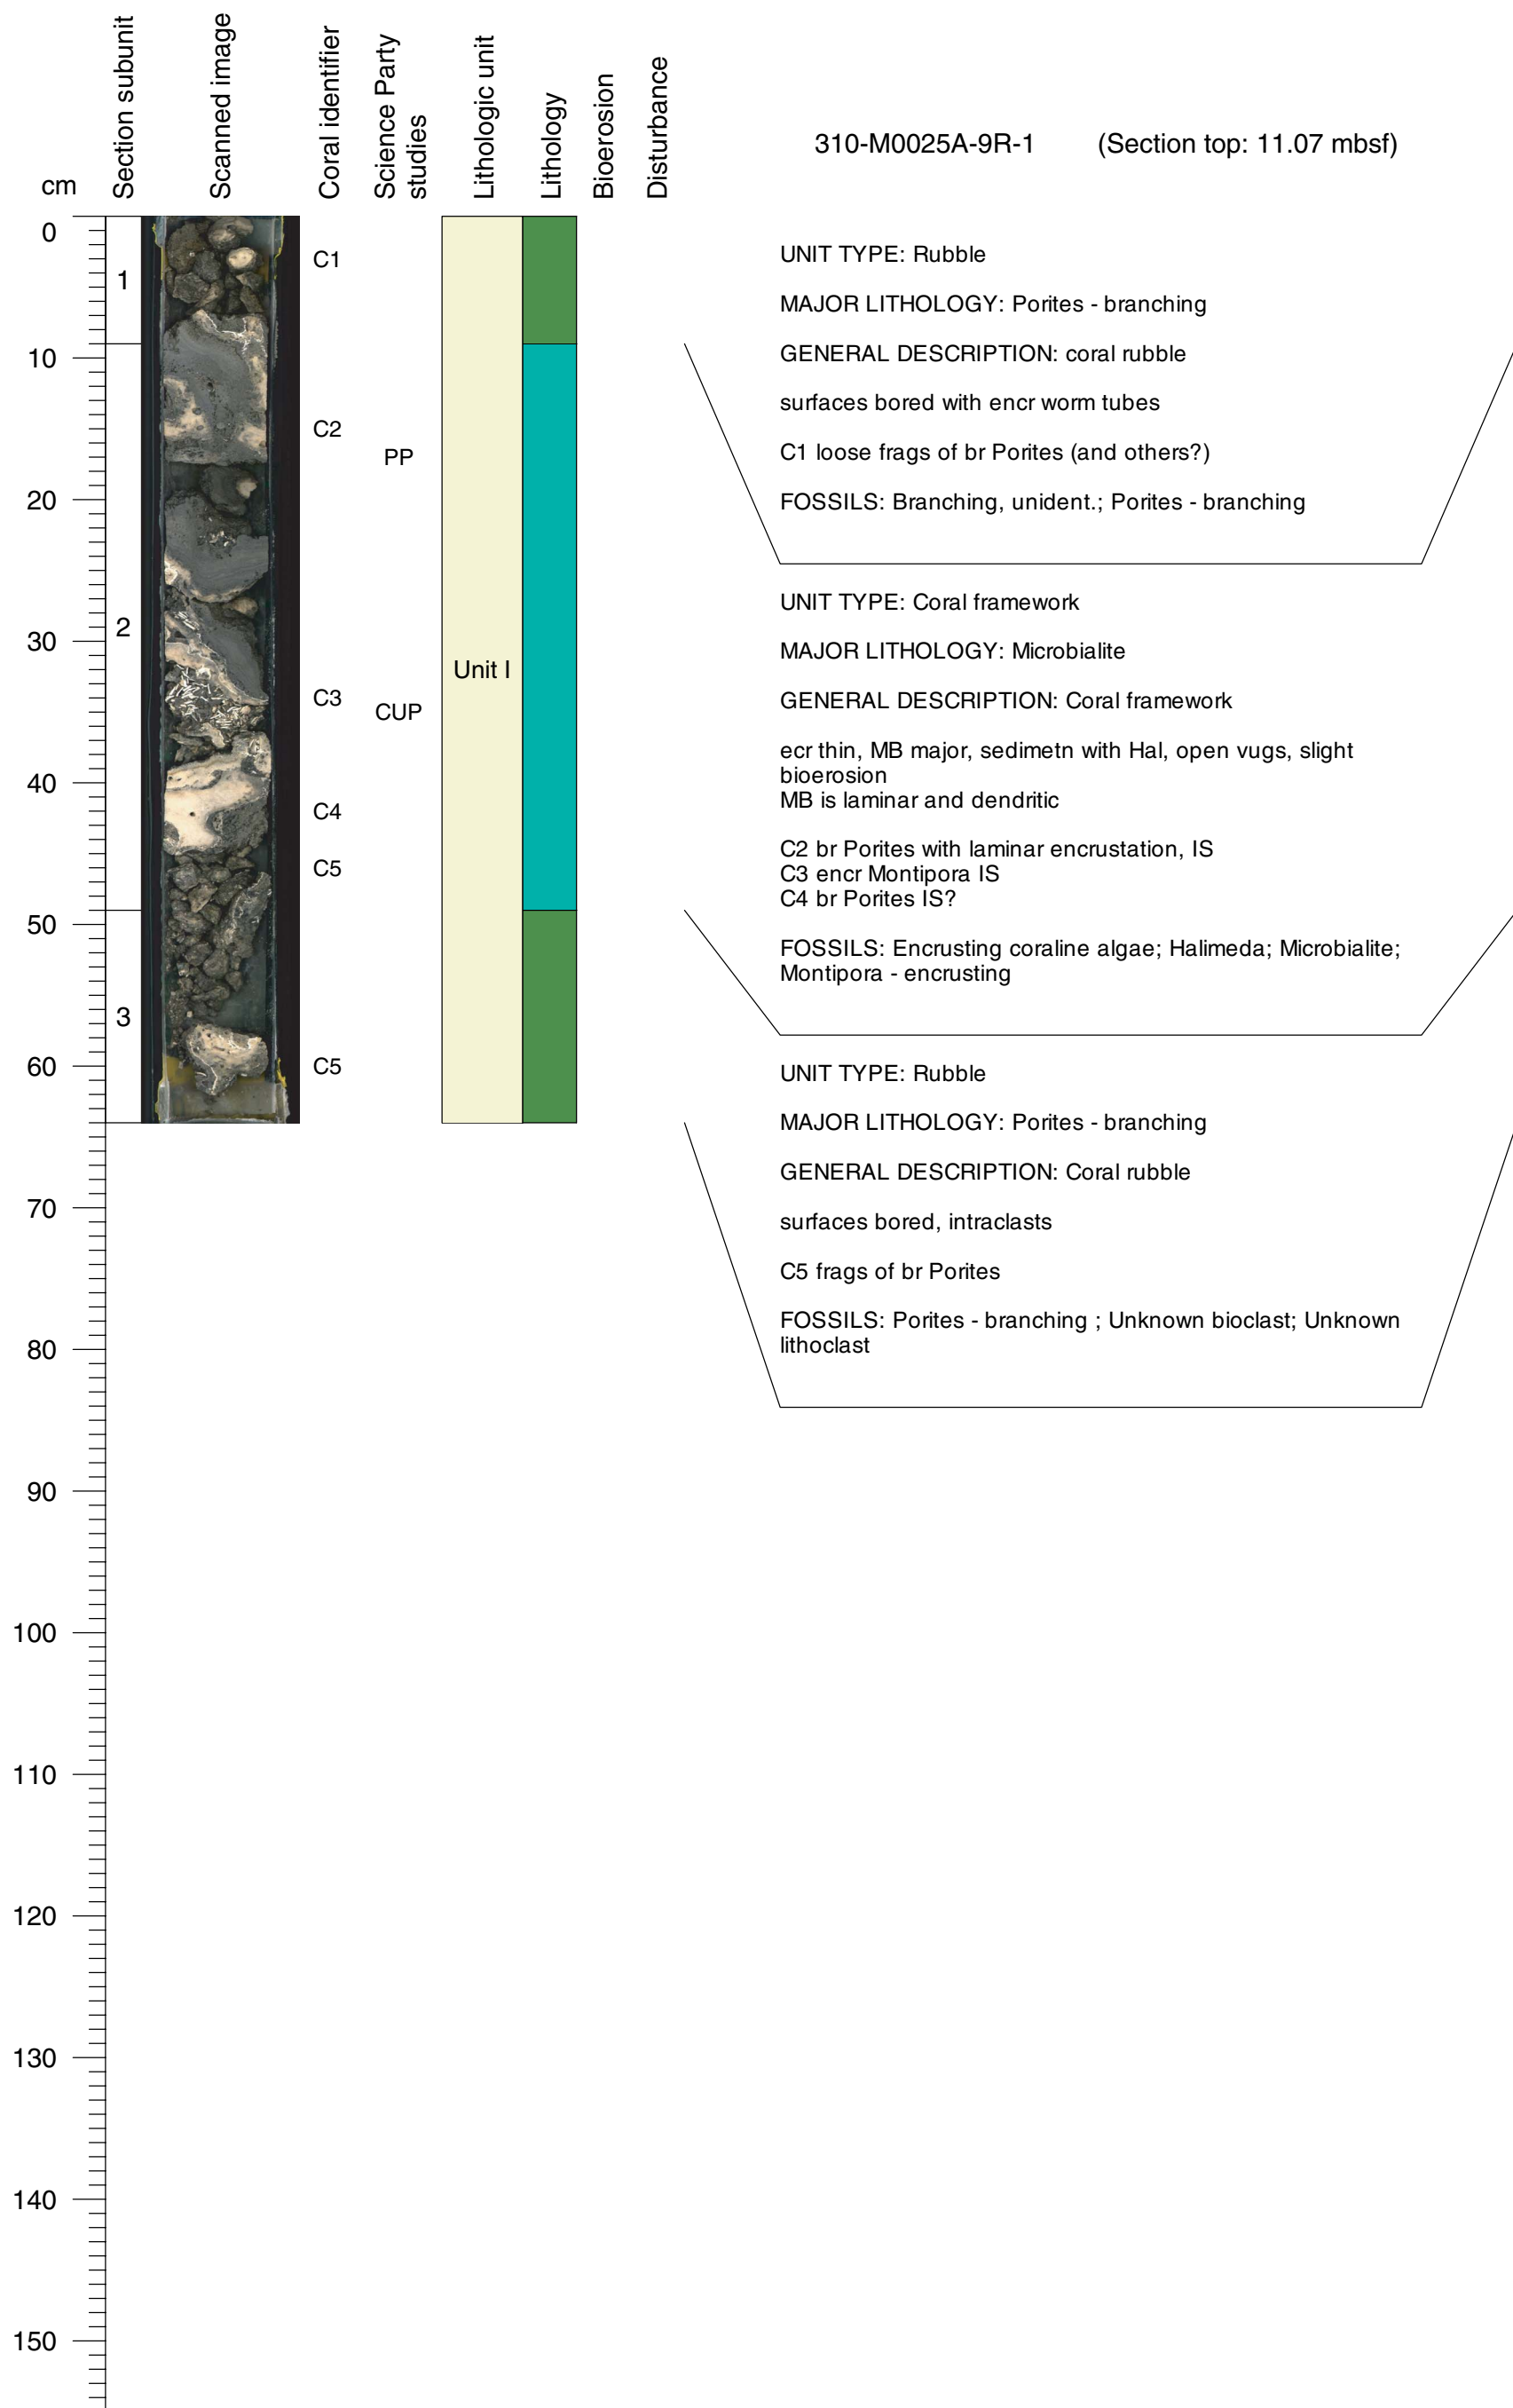 Section subunit
Scanned image
Coral identifier
Science Party
studies
Lithologic unit
Lithology
Bioerosion
Disturbance
310-M0025A-9R-1 (Section top: 11.07 mbsf)
cm
0
10
20
30
40
50
60
70
80
90
100
110
120
130
140
150
1
2
3
C1
C2
C3
C4
C5
C5
PP
CUP
Unit I
UNIT TYPE: Rubble
MAJOR LITHOLOGY: Porites - branching
GENERAL DESCRIPTION: coral rubble
surfaces bored with encr worm tubes
C1 loose frags of br Porites (and others?)
FOSSILS: Branching, unident.; Porites - branching
UNIT TYPE: Coral framework
MAJOR LITHOLOGY: Microbialite
GENERAL DESCRIPTION: Coral framework
ecr thin, MB major, sedimetn with Hal, open vugs, slight
bioerosion
MB is laminar and dendritic
C2 br Porites with laminar encrustation, IS
C3 encr Montipora IS
C4 br Porites IS?
FOSSILS: Encrusting coraline algae; Halimeda; Microbialite;
Montipora - encrusting
UNIT TYPE: Rubble
MAJOR LITHOLOGY: Porites - branching
GENERAL DESCRIPTION: Coral rubble
surfaces bored, intraclasts
C5 frags of br Porites
FOSSILS: Porites - branching ; Unknown bioclast; Unknown
lithoclast